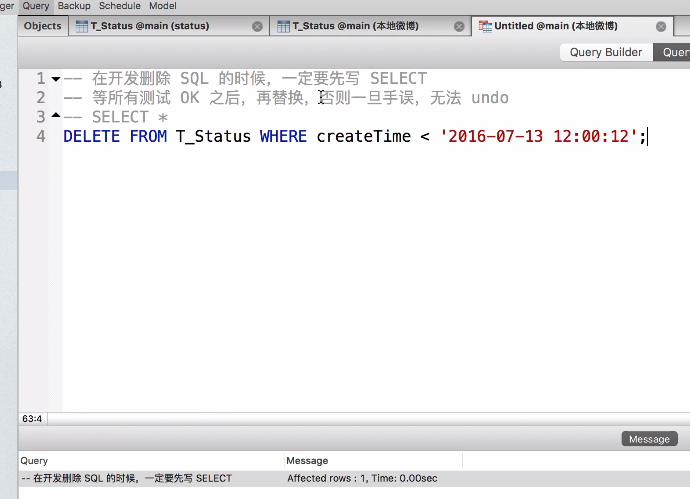 ger Query Backup Schedule Model
Objects T_Status @main (status) T_Status @main (本地微博) Untitled @main (本地微博)
Query Builder Quer
1 -- 在开发删除 SQL 的时候，一定要先写 SELECT
2 -- 等所有测试 OK 之后，再替换，否则一旦手误，无法 undo
3 -- SELECT *
4 DELETE FROM T_Status WHERE createTime < '2016-07-13 12:00:12';
63:4
Message
Query Message
-- 在开发删除 SQL 的时候，一定要先写 SELECT Affected rows : 1, Time: 0.00sec